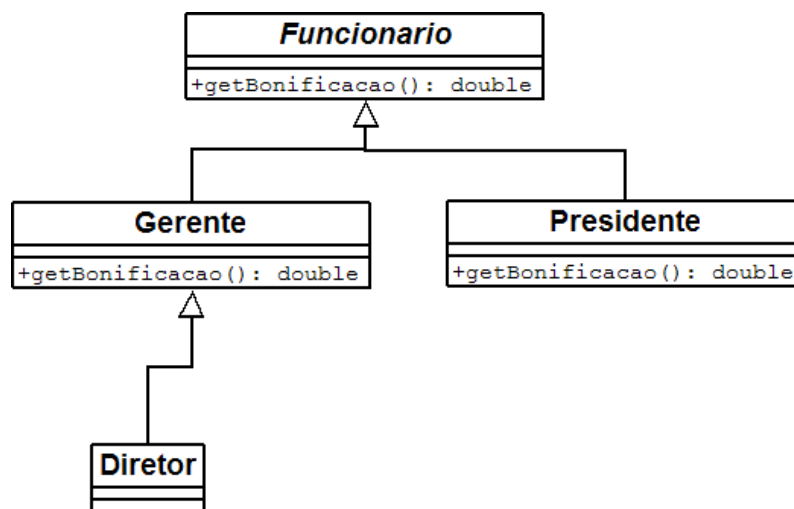 Funcionario
+getBonificacao(): double
Gerente
+getBonificacao(): double
Presidente
+getBonificacao(): double
Diretor